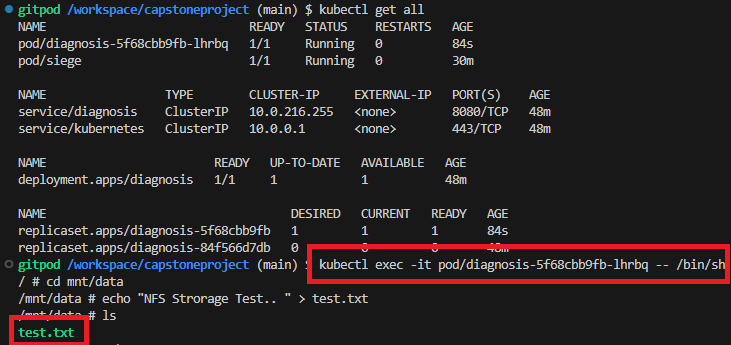 gitpod /workspace/capstoneproject (main) $ kubectl get all
NAME READY STATUS RESTARTS AGE
pod/diagnosis-5f68cbb9fb-lhrbq 1/1 Running 0 84s
pod/siege 1/1 Running 0 30m
NAME TYPE CLUSTER-IP EXTERNAL-IP PORT(S) AGE
service/diagnosis ClusterIP 10.0.216.255 <none> 8080/TCP 48m
service/kubernetes ClusterIP 10.0.0.1 <none> 443/TCP 48m
NAME READY UP-TO-DATE AVAILABLE AGE
deployment.apps/diagnosis 1/1 1 1 48m
NAME DESIRED CURRENT READY AGE
replicaset.apps/diagnosis-5f68cbb9fb 1 1 1 84s
replicaset.apps/diagnosis-84f566d7db 0 0 0 48m
gitpod /workspace/capstoneproject (main) $ kubectl exec -it pod/diagnosis-5f68cbb9fb-lhrbq -- /bin/sh
/ # cd mnt/data
/mnt/data # echo "NFS Strorage Test.. " > test.txt
/mnt/data # ls
test.txt